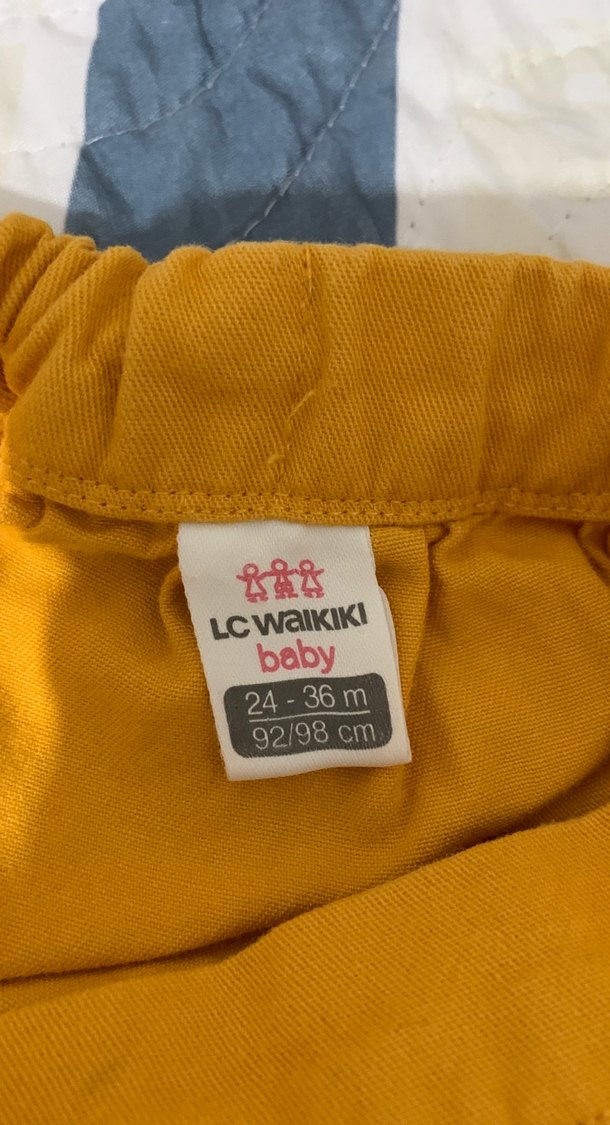 LC WAIKIKI
baby
24 - 36 m
92/98 cm